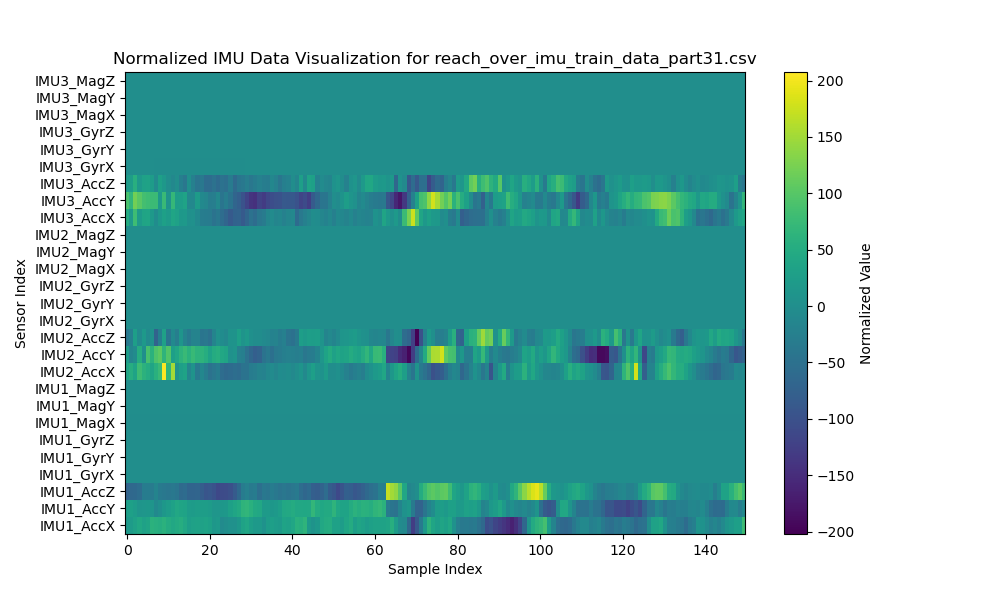 Normalized IMU Data Visualization for reach_over_imu_train_data_part31.csv
IMU3_MagZ
IMU3_MagY
IMU3_MagX
IMU3_GyrZ
IMU3_GyrY
IMU3_GyrX
IMU3_AccZ
IMU3_AccY
IMU3_AccX
IMU2_MagZ
IMU2_MagY
IMU2_MagX
IMU2_GyrZ
IMU2_GyrY
IMU2_GyrX
IMU2_AccZ
IMU2_AccY
IMU2_AccX
IMU1_MagZ
IMU1_MagY
IMU1_MagX
IMU1_GyrZ
IMU1_GyrY
IMU1_GyrX
IMU1_AccZ
IMU1_AccY
IMU1_AccX
Sensor Index
0 20 40 60 80 100 120 140
Sample Index
200
150
100
50
0
−50
−100
−150
−200
Normalized Value